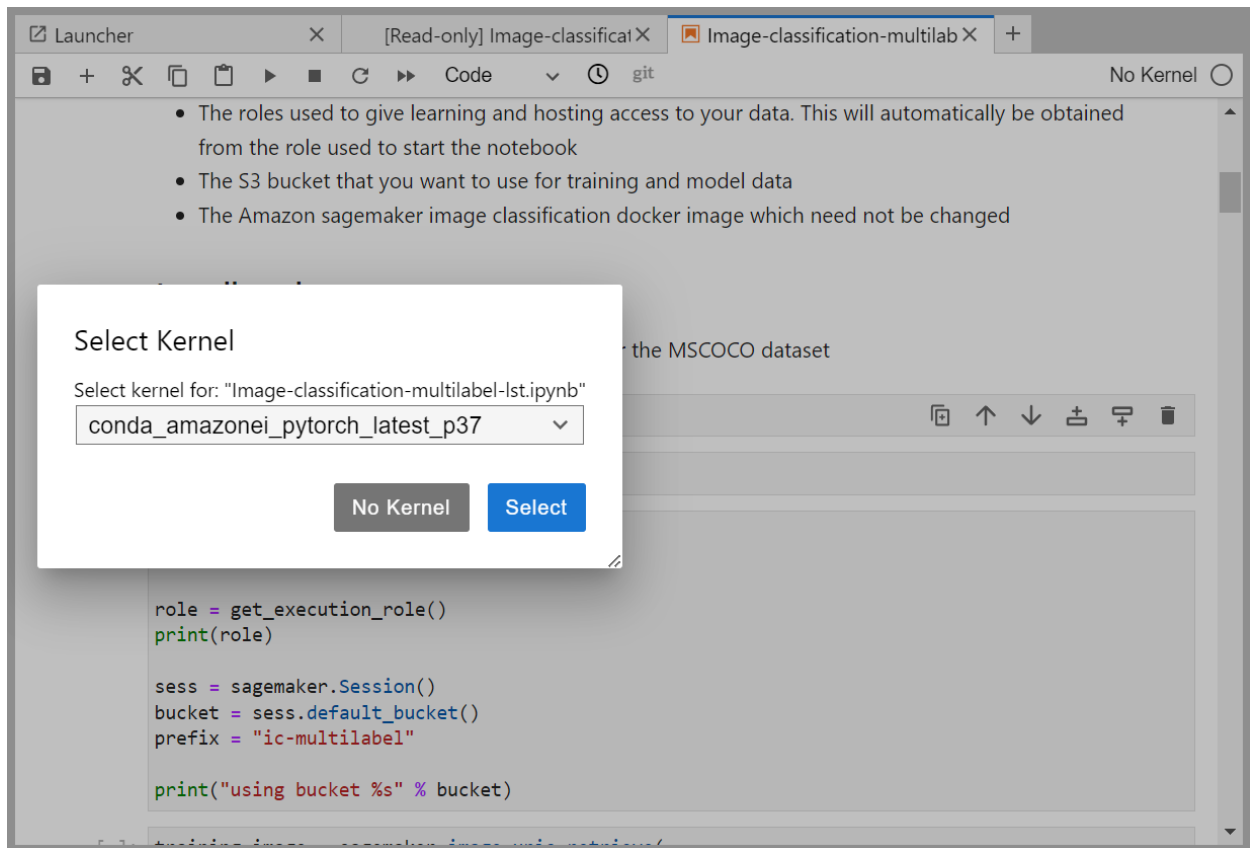 Launcher
[Read-only] Image-classificat
Image-classification-multilab
Code
git
No Kernel
The roles used to give learning and hosting access to your data. This will automatically be obtained
from the role used to start the notebook
The S3 bucket that you want to use for training and model data
The Amazon sagemaker image classification docker image which need not be changed
the MSCOCO dataset
Select Kernel
Select kernel for: "Image-classification-multilabel-lst.ipynb"
conda_amazonei_pytorch_latest_p37
No Kernel
Select
role = get_execution_role()
print(role)
sess = sagemaker.Session()
bucket = sess.default_bucket()
prefix = "ic-multilabel"
print("using bucket %s" % bucket)